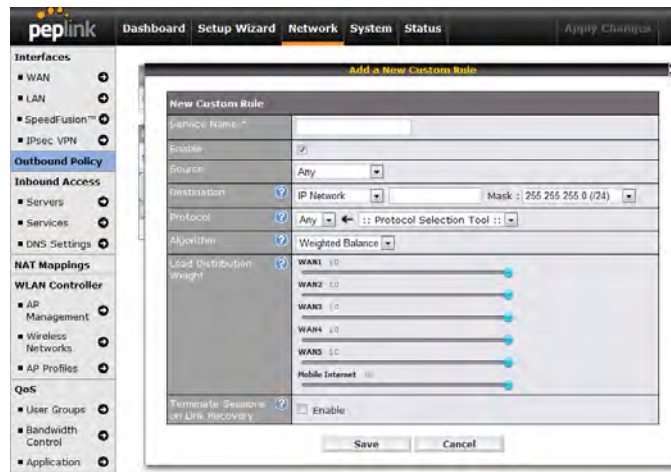 peplink
Dashboard Setup Wizard Network System Status Apply Changes
Interfaces
WAN
LAN
SpeedFusion™
IPsec VPN
Outbound Policy
Inbound Access
Servers
Services
DNS Settings
NAT Mappings
WLAN Controller
AP
Management
Wireless
Networks
AP Profiles
QoS
User Groups
Bandwidth
Control
Application
Add a New Custom Rule
New Custom Rule
Service Name *
Enable
Source
Any
Destination
IP Network
Mask : 255.255.255.0 (/24)
Protocol
Any
:: Protocol Selection Tool ::
Algorithm
Weighted Balance
Load Distribution
Weight
WAN1 10
WAN2 10
WAN3 10
WAN4 10
WAN5 10
Mobile Internet 10
Terminate Sessions
on Link Recovery
Enable
Save Cancel